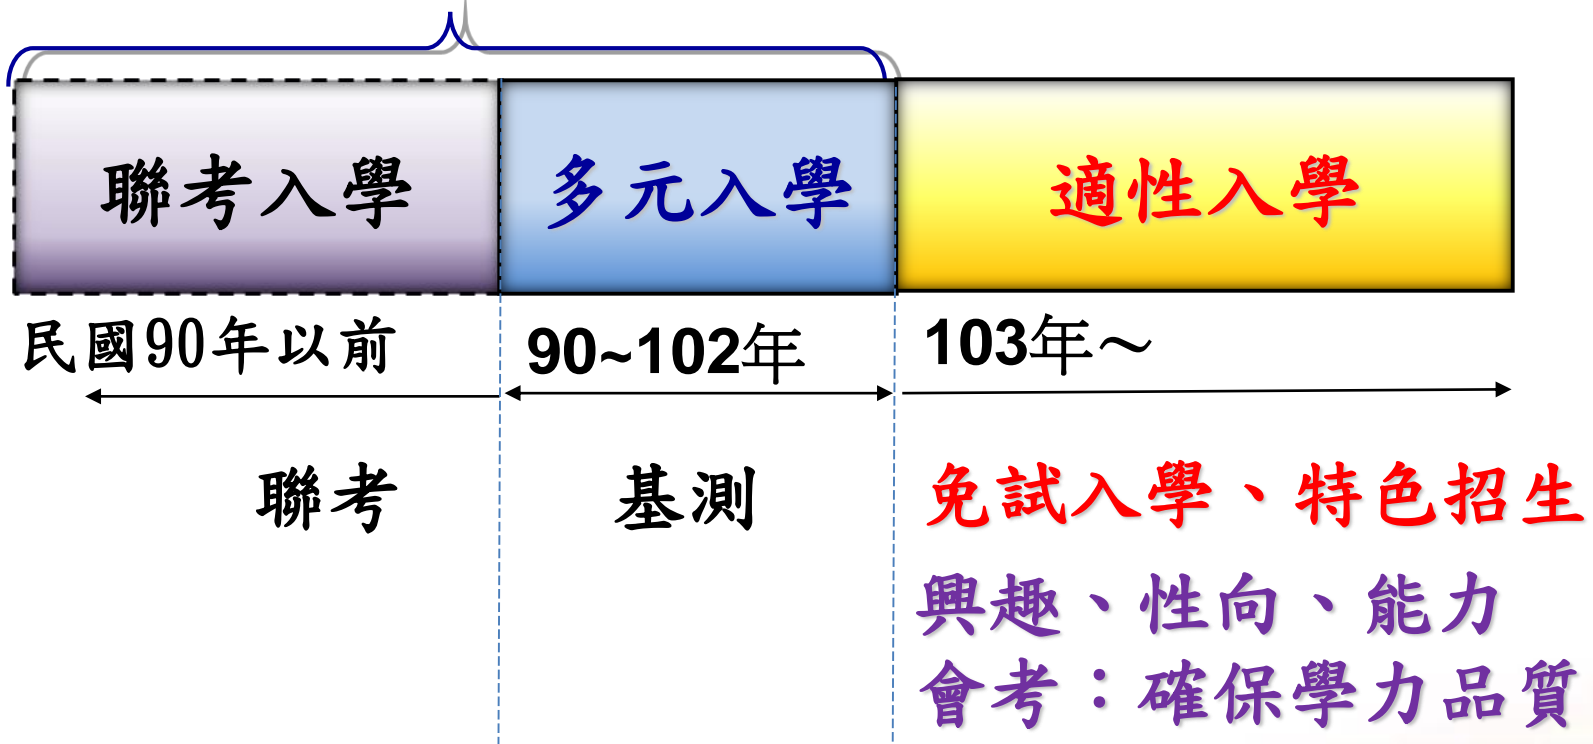 聯考入學 多元入學 適性入學
民國90年以前 90~102年 103年～
聯考 基測 免試入學、特色招生
興趣、性向、能力
會考：確保學力品質